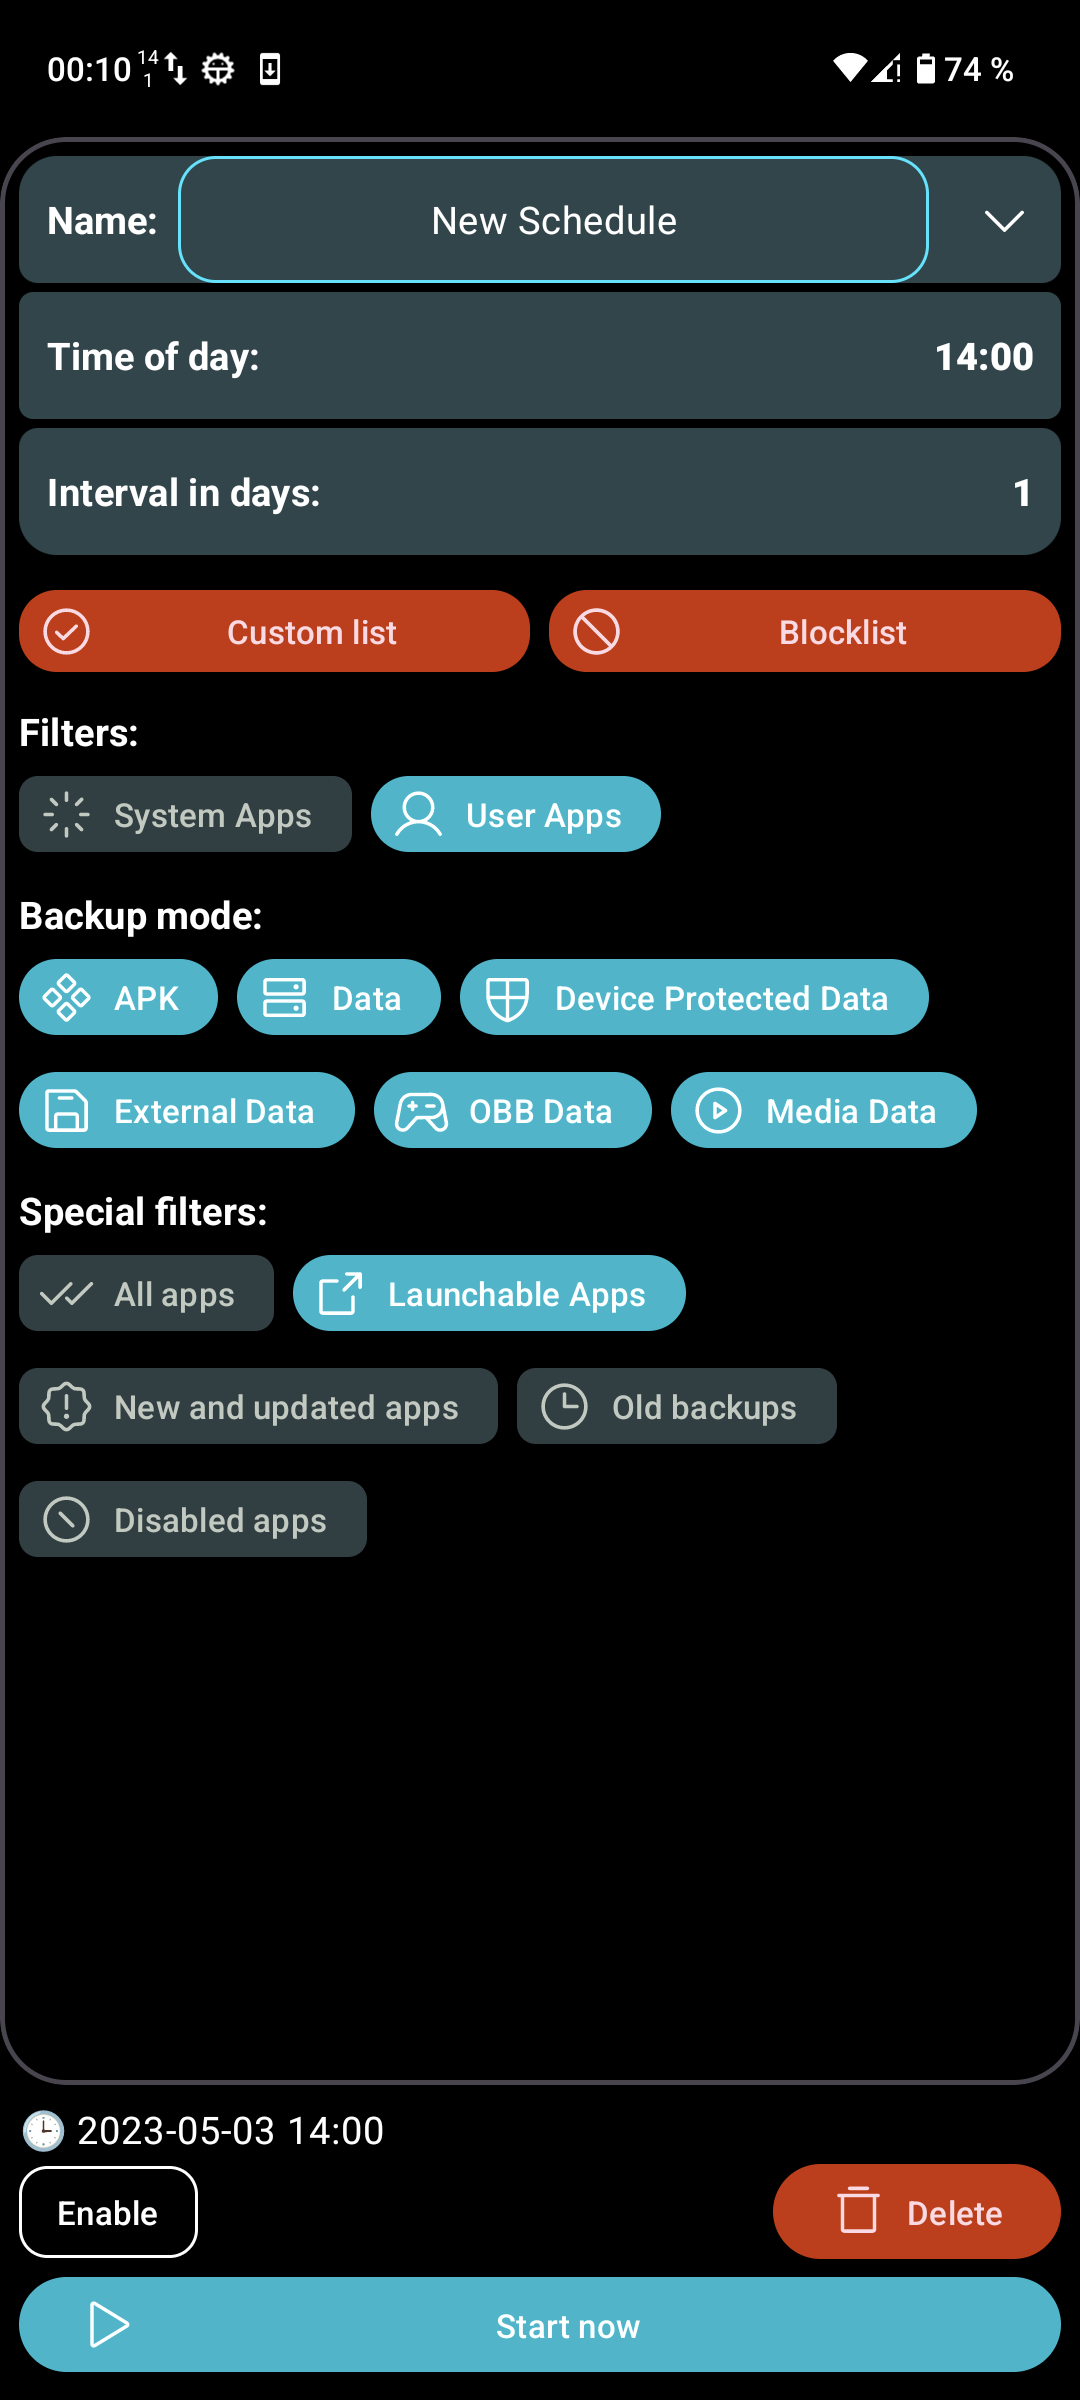 00:10 14 1 74 %
Name: New Schedule
Time of day: 14:00
Interval in days: 1
Custom list Blocklist
Filters:
System Apps User Apps
Backup mode:
APK Data Device Protected Data
External Data OBB Data Media Data
Special filters:
All apps Launchable Apps
New and updated apps Old backups
Disabled apps
2023-05-03 14:00
Enable Delete
Start now